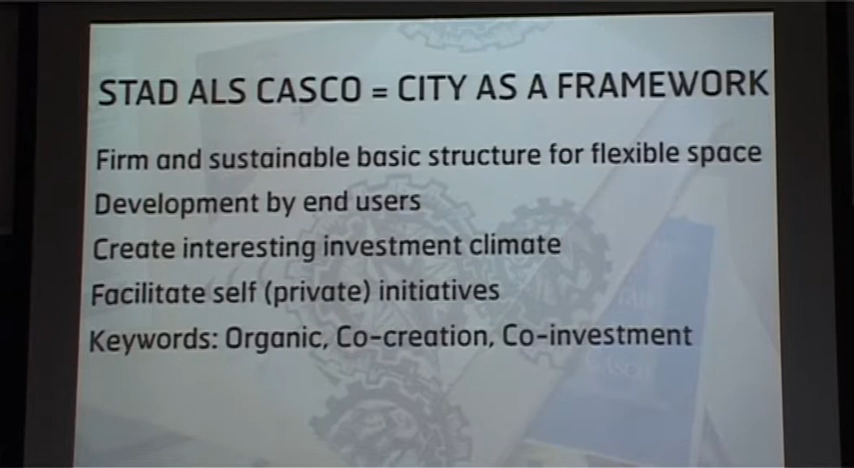 STAD ALS CASCO = CITY AS A FRAMEWORK
Firm and sustainable basic structure for flexible space
Development by end users
Create interesting investment climate
Facilitate self (private) initiatives
Keywords: Organic, Co-creation, Co-investment
CASCO